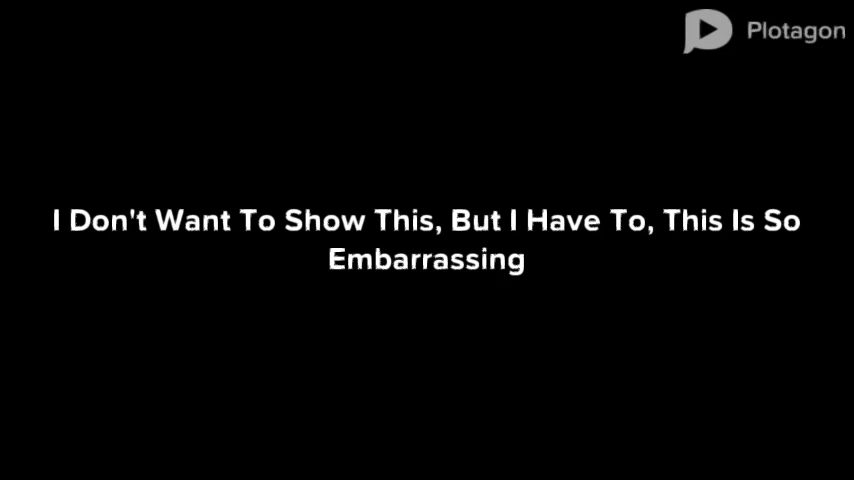 Plotagon
I Don't Want To Show This, But I Have To, This Is So
Embarrassing